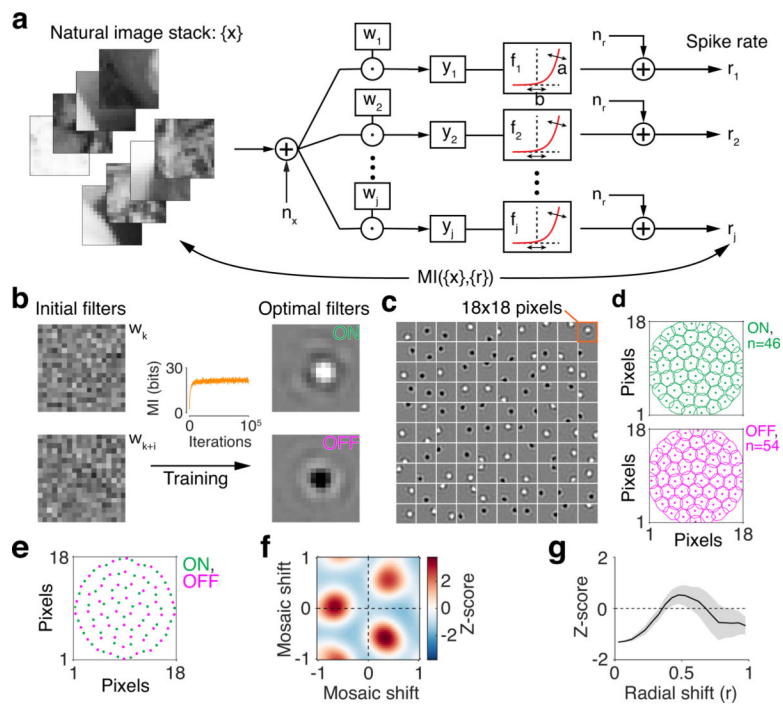 a
Natural image stack: {x}
w1
y1
f1
a
b
nr
Spike rate
r1
w2
y2
f2
nr
r2
nx
wj
yj
fj
nr
rj
MI({x},{r})
b
Initial filters
Optimal filters
wk
ON
30
MI (bits)
0
0
10^5
Iterations
wk+i
OFF
Training
c
18x18 pixels
d
18
Pixels
1
ON,
n=46
18
Pixels
1
1
18
Pixels
OFF,
n=54
e
18
Pixels
1
1
18
Pixels
ON,
OFF
f
1
Mosaic shift
0
-1
-1
0
1
Mosaic shift
2
0
-2
Z-score
g
2
Z-score
0
-2
0
0.5
1
Radial shift (r)